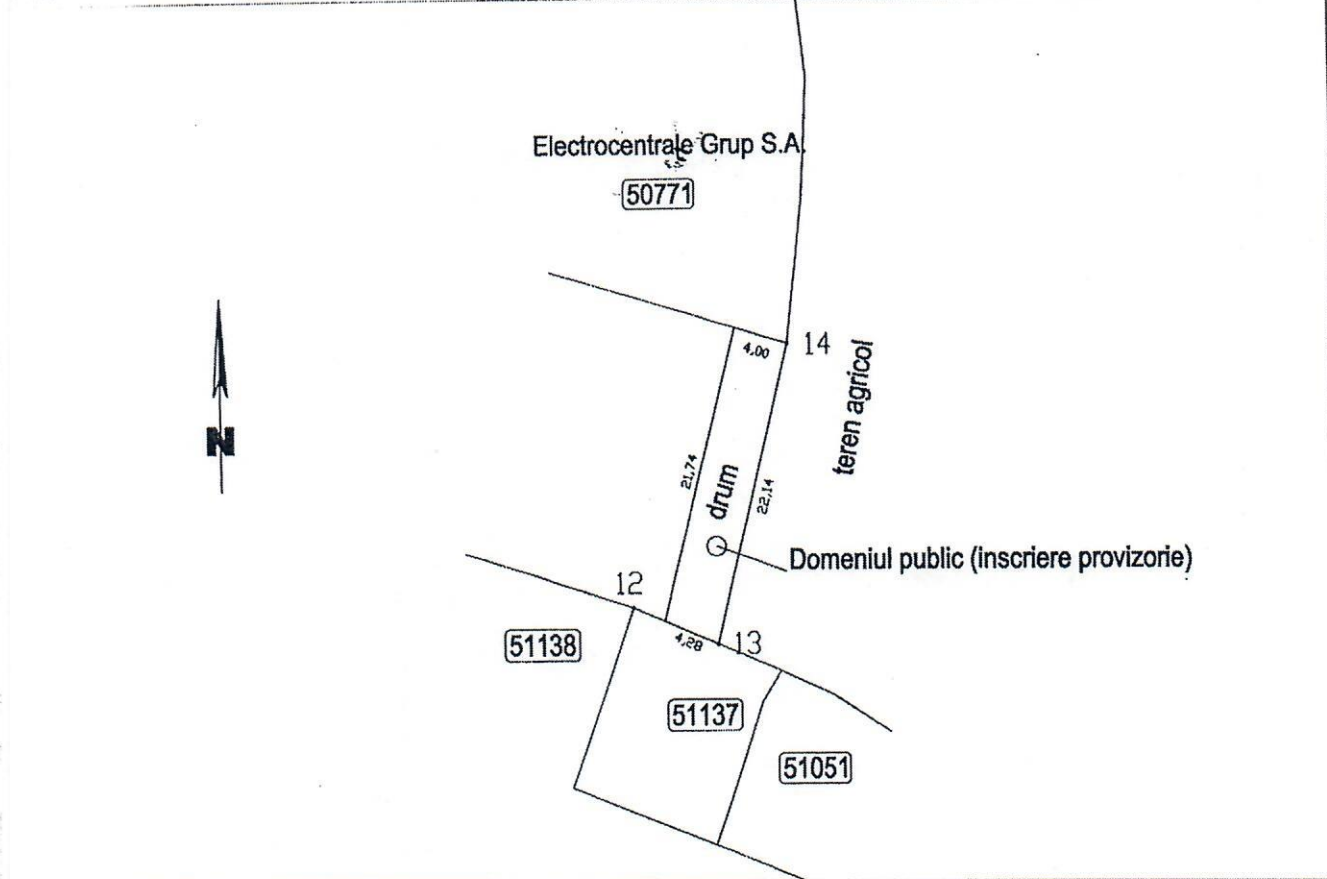 Electrocentrale Grup S.A.
50771
14
4,00
teren agricol
N
21,74
drum
22,14
Domeniul public (inscriere provizorie)
12
51138
4,28
13
51137
51051